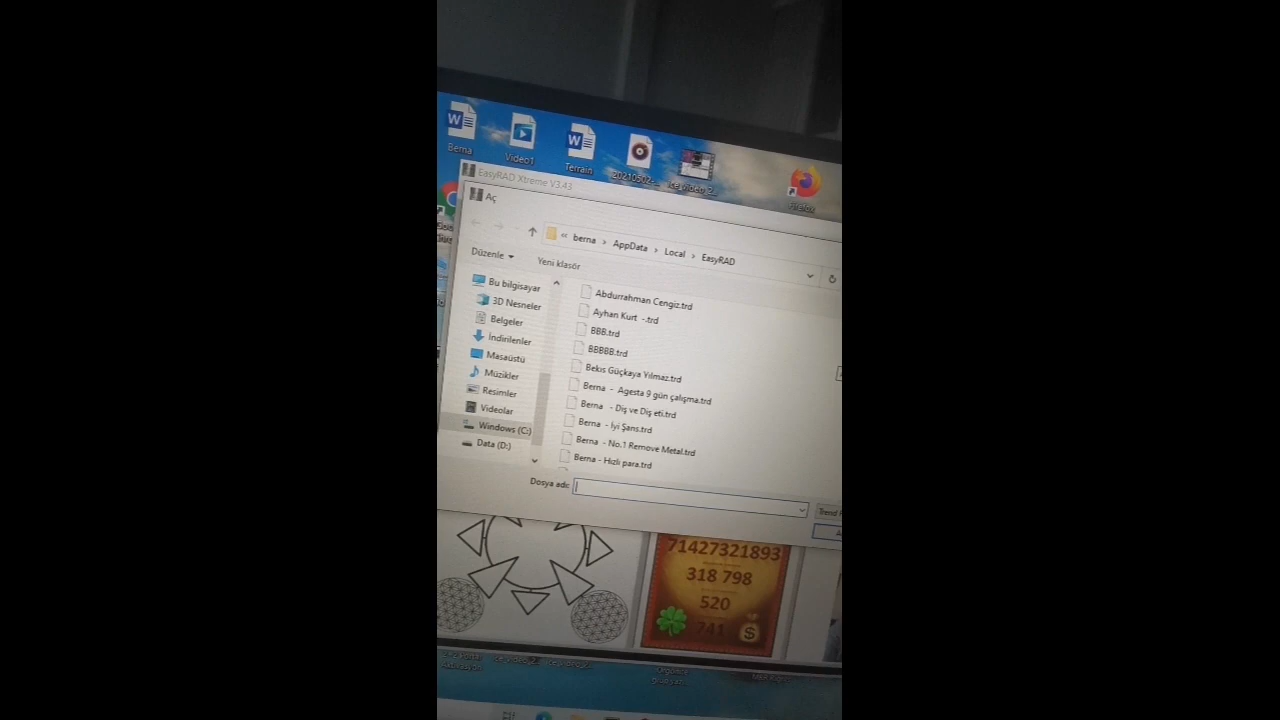 Berna
Video1
Terrain
Firefox
EasyRAD Xtreme V3.43
Aç
« berna > AppData > Local > EasyRAD
Düzenle
Yeni klasör
Bu bilgisayar
3D Nesneler
Belgeler
İndirilenler
Masaüstü
Müzikler
Resimler
Videolar
Windows (C:)
Data (D:)
Abdurrahman Cengiz.trd
Ayhan Kurt -.trd
BBB.trd
BBBBB.trd
Bekıs Güçkaya Yılmaz.trd
Berna - Agesta 9 gün çalışma.trd
Berna - Diş ve Diş eti.trd
Berna - İyi Şans.trd
Berna - No.1 Remove Metal.trd
Berna - Hızlı para.trd
Dosya adı:
Trend
71427321893
318 798
520
741